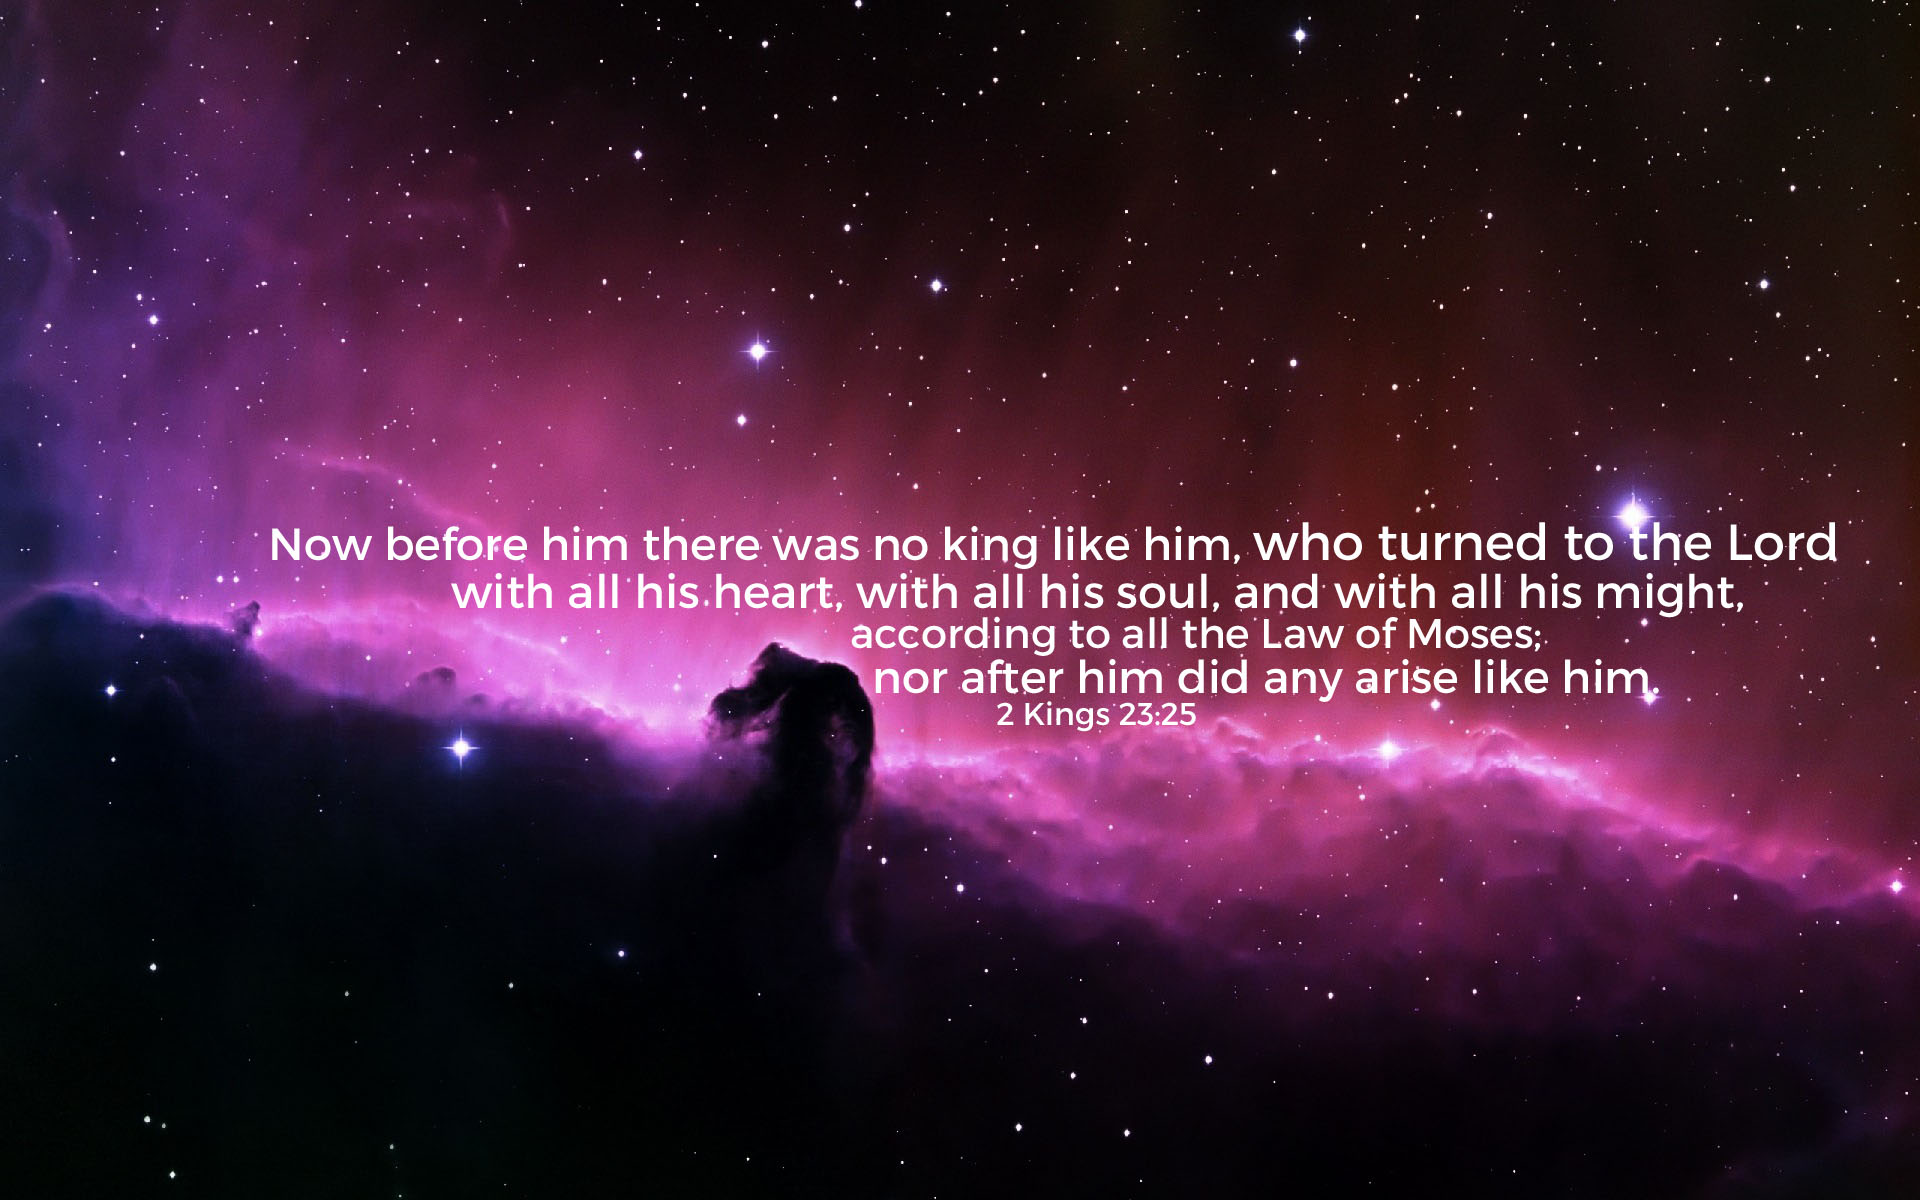 Now before him there was no king like him, who turned to the Lord
with all his heart, with all his soul, and with all his might,
according to all the Law of Moses;
nor after him did any arise like him.
2 Kings 23:25